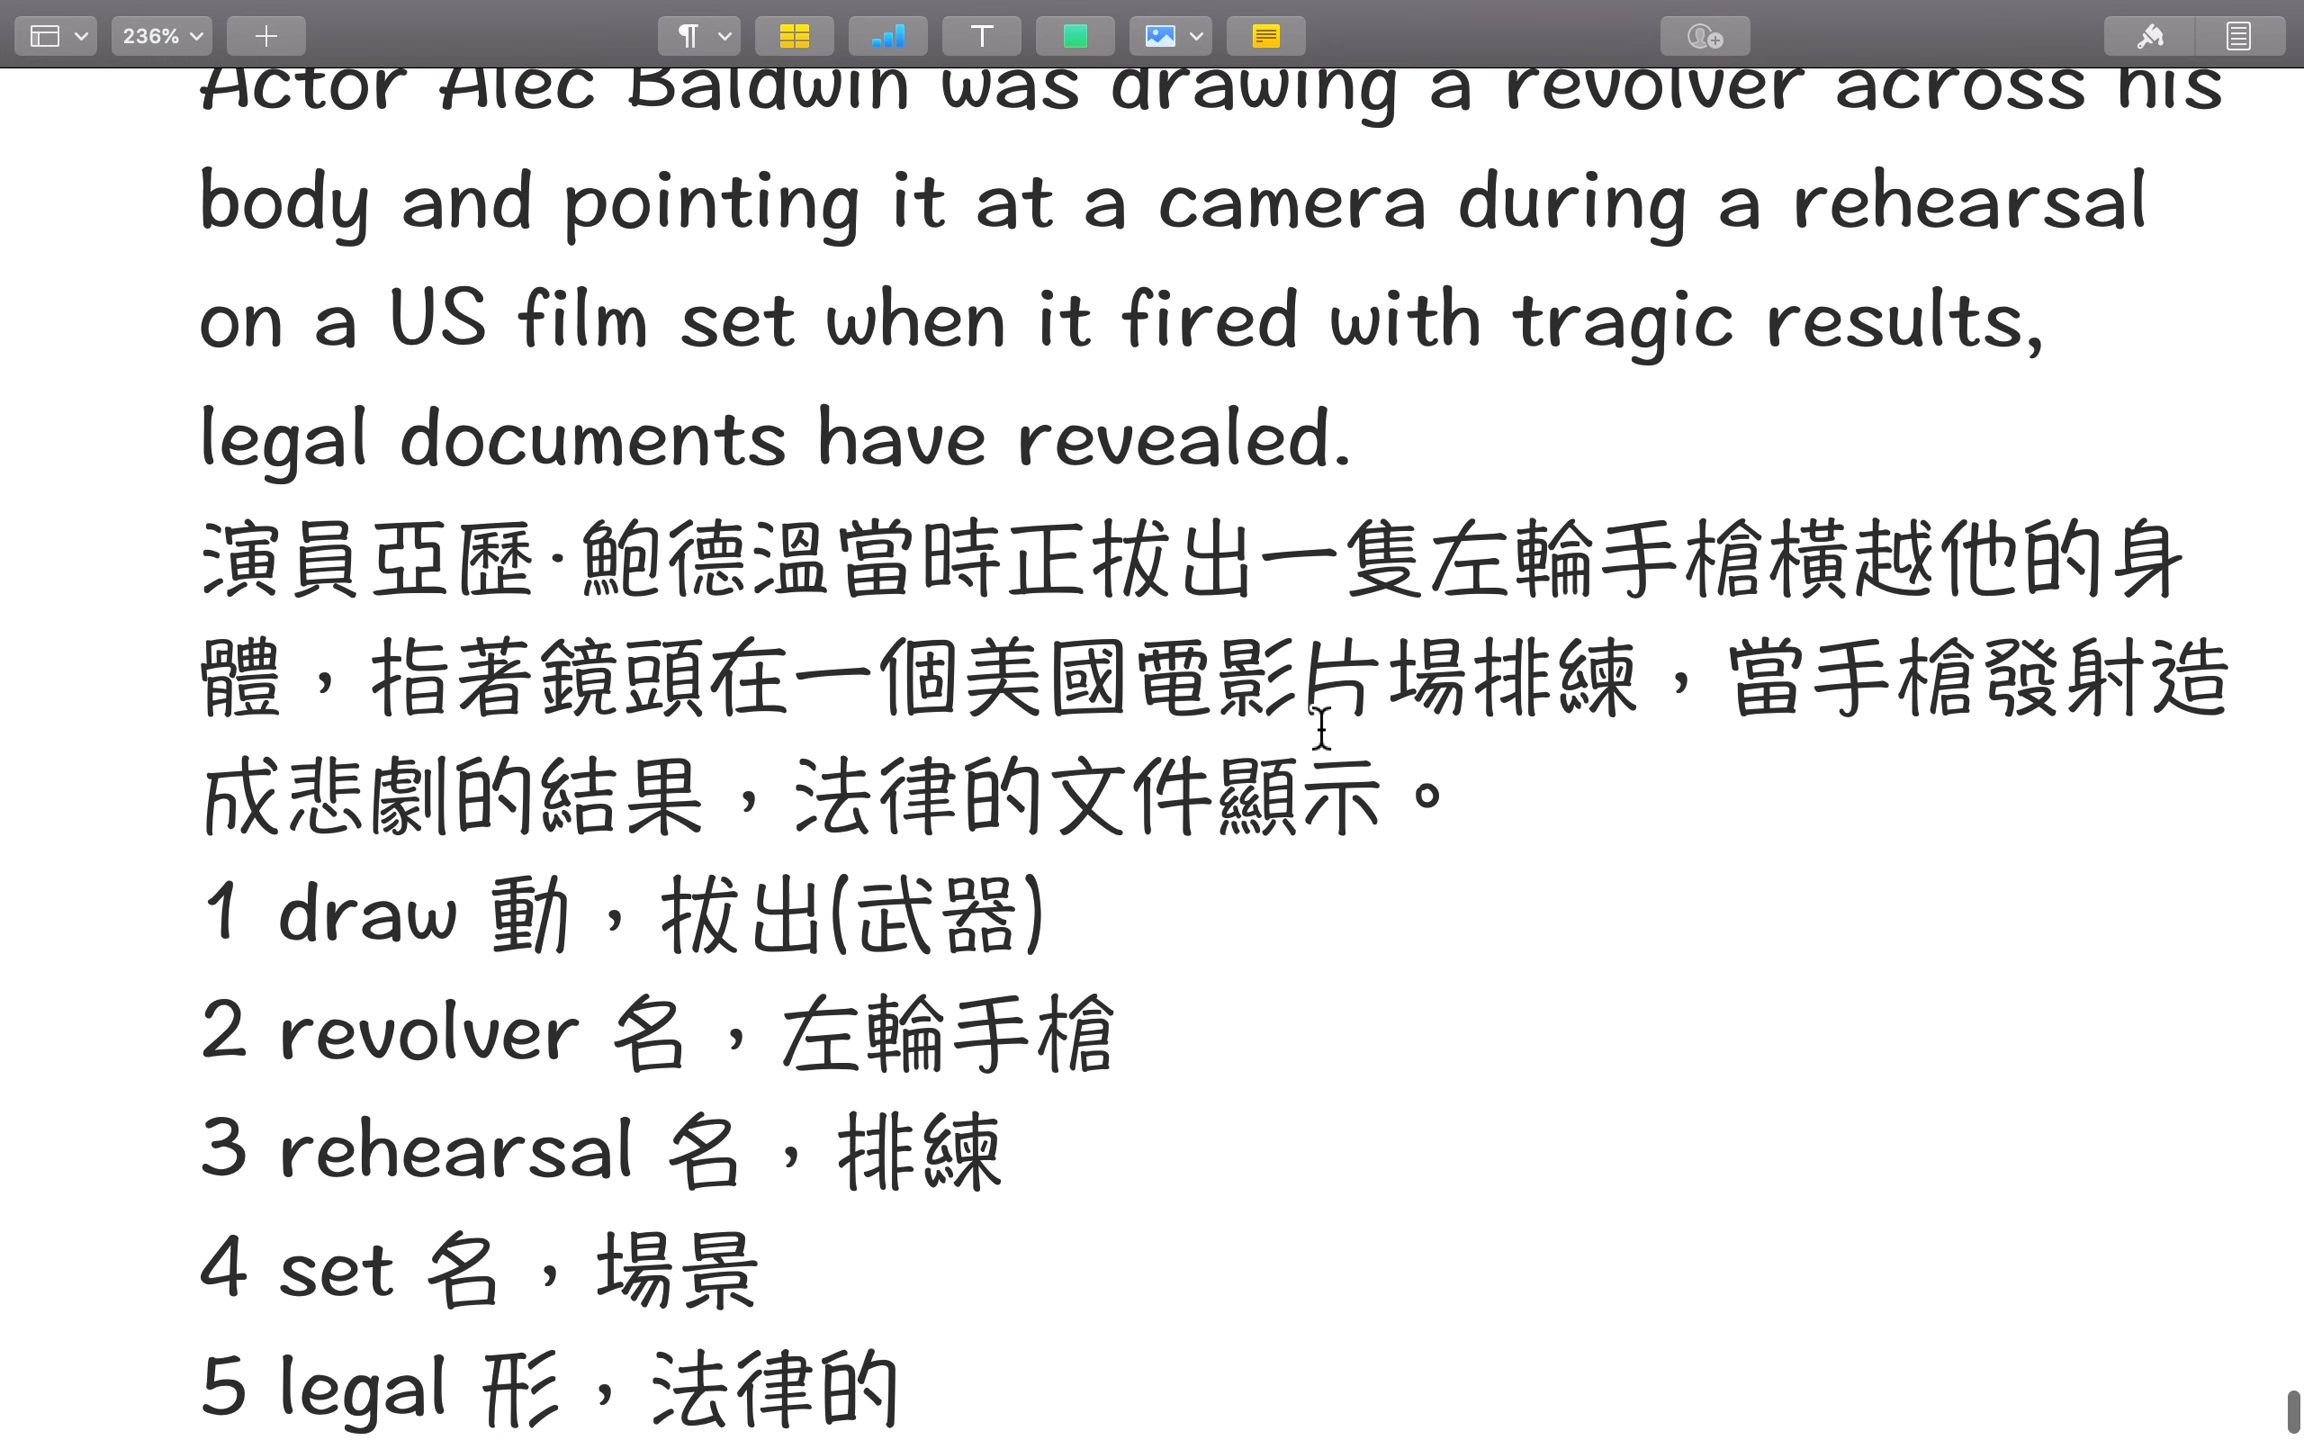 236%
Actor Alec Baldwin was drawing a revolver across his
body and pointing it at a camera during a rehearsal
on a US film set when it fired with tragic results,
legal documents have revealed.
演員亞歷·鮑德溫當時正拔出一隻左輪手槍橫越他的身
體，指著鏡頭在一個美國電影片場排練，當手槍發射造
成悲劇的結果，法律的文件顯示。
1 draw 動，拔出(武器)
2 revolver 名，左輪手槍
3 rehearsal 名，排練
4 set 名，場景
5 legal 形，法律的